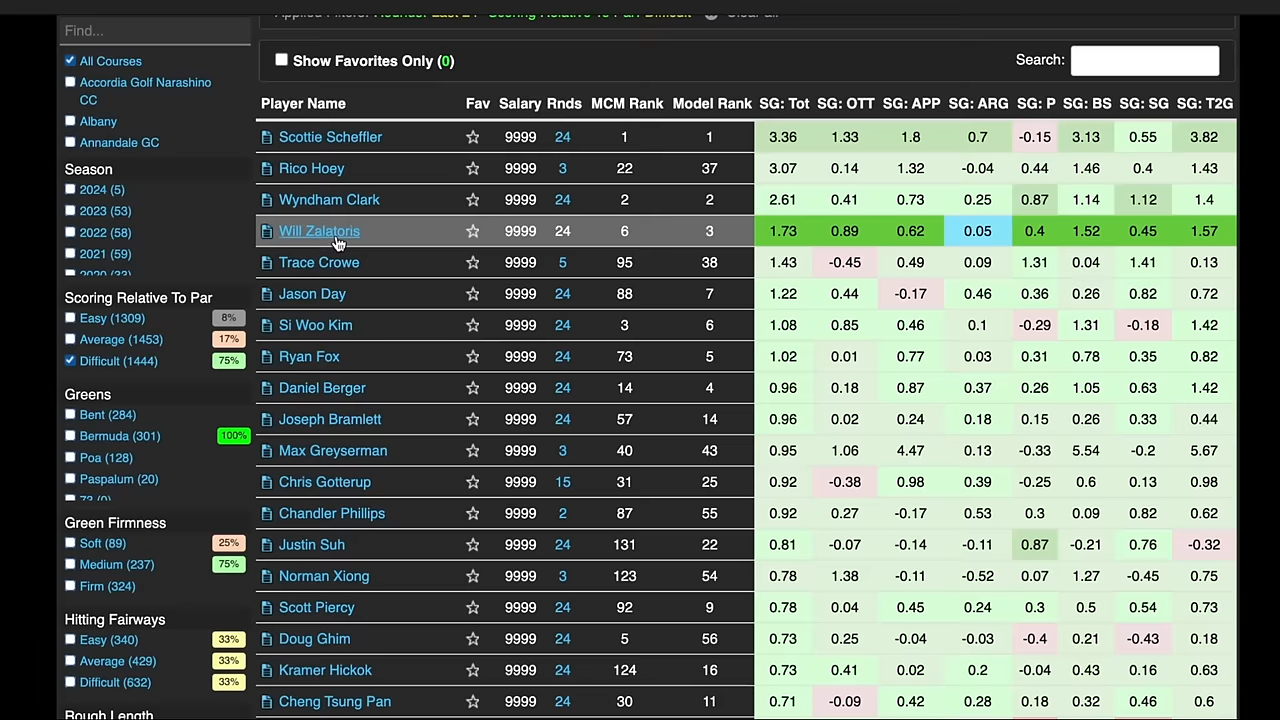 Applied Filters: Rounds: Last 24 Scoring Relative To Par: Difficult Clear all
Find...
Show Favorites Only (0)
Search:
All Courses
Accordia Golf Narashino
CC
Albany
Annandale GC
Season
2024 (5)
2023 (53)
2022 (58)
2021 (59)
2020 (33)
Scoring Relative To Par
Easy (1309) 8%
Average (1453) 17%
Difficult (1444) 75%
Greens
Bent (284)
Bermuda (301) 100%
Poa (128)
Paspalum (20)
Green Firmness
Soft (89) 25%
Medium (237) 75%
Firm (324)
Hitting Fairways
Easy (340) 33%
Average (429) 33%
Difficult (632) 33%
Rough Length
Player Name Fav Salary Rnds MCM Rank Model Rank SG: Tot SG: OTT SG: APP SG: ARG SG: P SG: BS SG: SG SG: T2G
Scottie Scheffler 9999 24 1 1 3.36 1.33 1.8 0.7 -0.15 3.13 0.55 3.82
Rico Hoey 9999 3 22 37 3.07 0.14 1.32 -0.04 0.44 1.46 0.4 1.43
Wyndham Clark 9999 24 2 2 2.61 0.41 0.73 0.25 0.87 1.14 1.12 1.4
Will Zalatoris 9999 24 6 3 1.73 0.89 0.62 0.05 0.4 1.52 0.45 1.57
Trace Crowe 9999 5 95 38 1.43 -0.45 0.49 0.09 1.31 0.04 1.41 0.13
Jason Day 9999 24 88 7 1.22 0.44 -0.17 0.46 0.36 0.26 0.82 0.72
Si Woo Kim 9999 24 3 6 1.08 0.85 0.46 0.1 -0.29 1.31 -0.18 1.42
Ryan Fox 9999 24 73 5 1.02 0.01 0.77 0.03 0.31 0.78 0.35 0.82
Daniel Berger 9999 24 14 4 0.96 0.18 0.87 0.37 0.26 1.05 0.63 1.42
Joseph Bramlett 9999 24 57 14 0.96 0.02 0.24 0.18 0.15 0.26 0.33 0.44
Max Greyserman 9999 3 40 43 0.95 1.06 4.47 0.13 -0.33 5.54 -0.2 5.67
Chris Gotterup 9999 15 31 25 0.92 -0.38 0.98 0.39 -0.25 0.6 0.13 0.98
Chandler Phillips 9999 2 87 55 0.92 0.27 -0.17 0.53 0.3 0.09 0.82 0.62
Justin Suh 9999 24 131 22 0.81 -0.07 -0.14 -0.11 0.87 -0.21 0.76 -0.32
Norman Xiong 9999 3 123 54 0.78 1.38 -0.11 -0.52 0.07 1.27 -0.45 0.75
Scott Piercy 9999 24 92 9 0.78 0.04 0.45 0.24 0.3 0.5 0.54 0.73
Doug Ghim 9999 24 5 56 0.73 0.25 -0.04 -0.03 -0.4 0.21 -0.43 0.18
Kramer Hickok 9999 24 124 16 0.73 0.41 0.02 0.2 -0.04 0.43 0.16 0.63
Cheng Tsung Pan 9999 24 30 11 0.71 -0.09 0.42 0.28 0.18 0.32 0.46 0.6